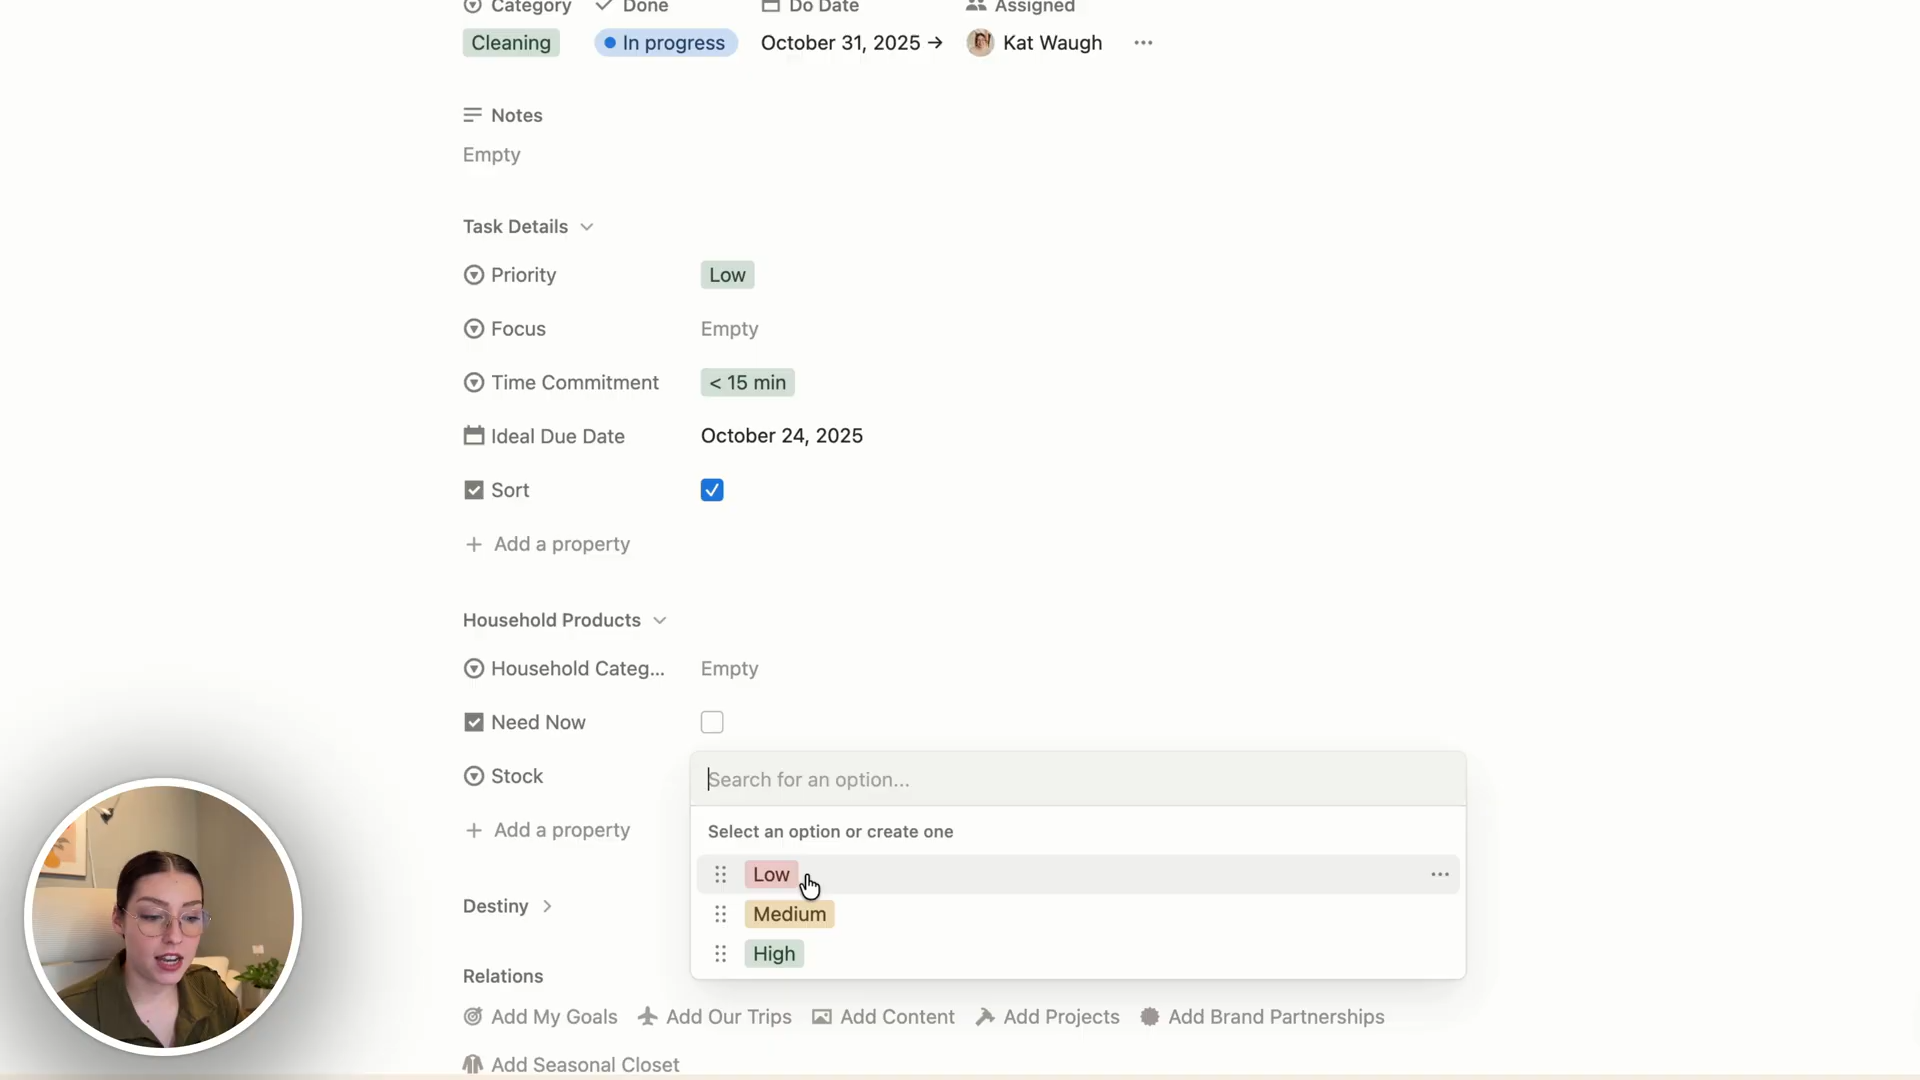 Category Done Do Date Assigned
Cleaning In progress October 31, 2025 → Kat Waugh ...
Notes
Empty
Task Details
Priority Low
Focus Empty
Time Commitment < 15 min
Ideal Due Date October 24, 2025
Sort
+ Add a property
Household Products
Household Categ... Empty
Need Now
Stock Search for an option...
Select an option or create one
+ Add a property
Low ...
Medium
High
Destiny
Relations
Add My Goals Add Our Trips Add Content Add Projects Add Brand Partnerships
Add Seasonal Closet